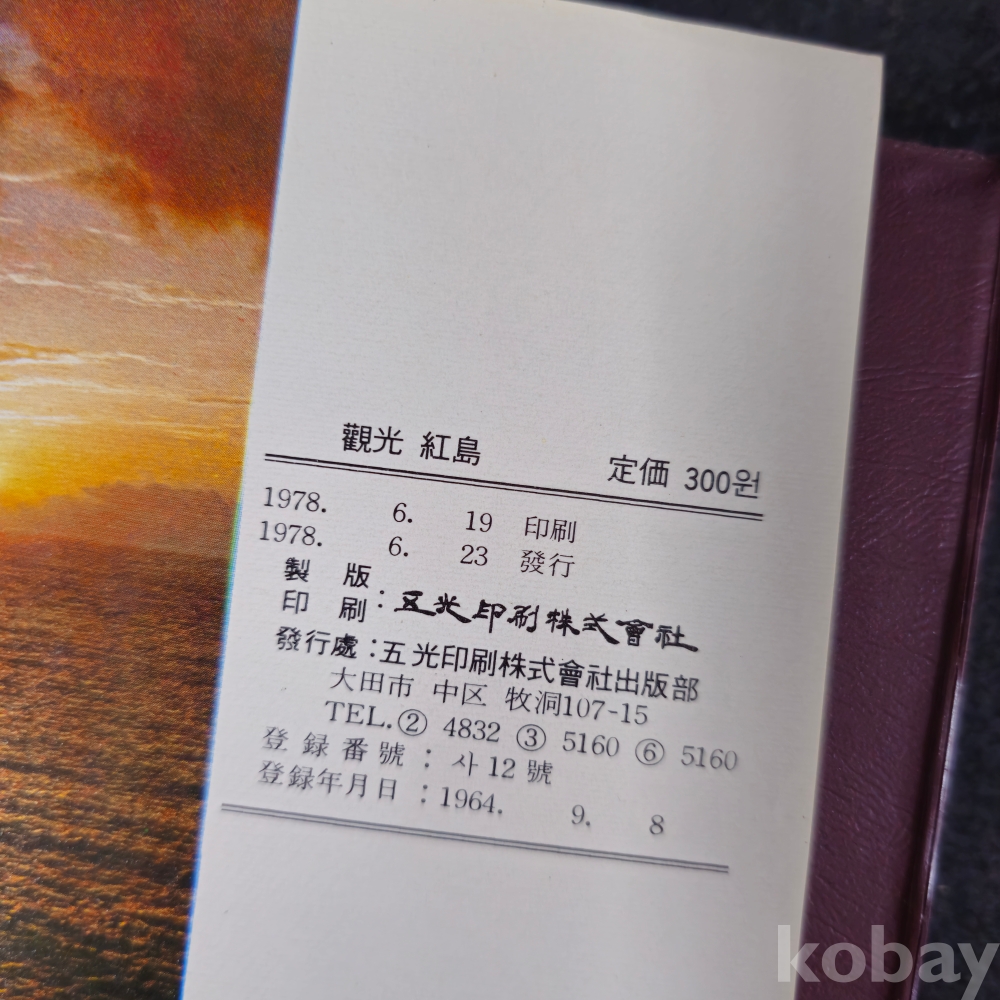 觀光 紅島 定価 300원
1978. 6. 19 印刷
1978. 6. 23 發行
製版
印刷 : 五光印刷株式會社
發行處 : 五光印刷株式會社出版部
大田市 中区 牧洞107-15
TEL. ② 4832 ③ 5160 ⑥ 5160
登録番號 : 사12號
登録年月日 : 1964. 9. 8
kobay